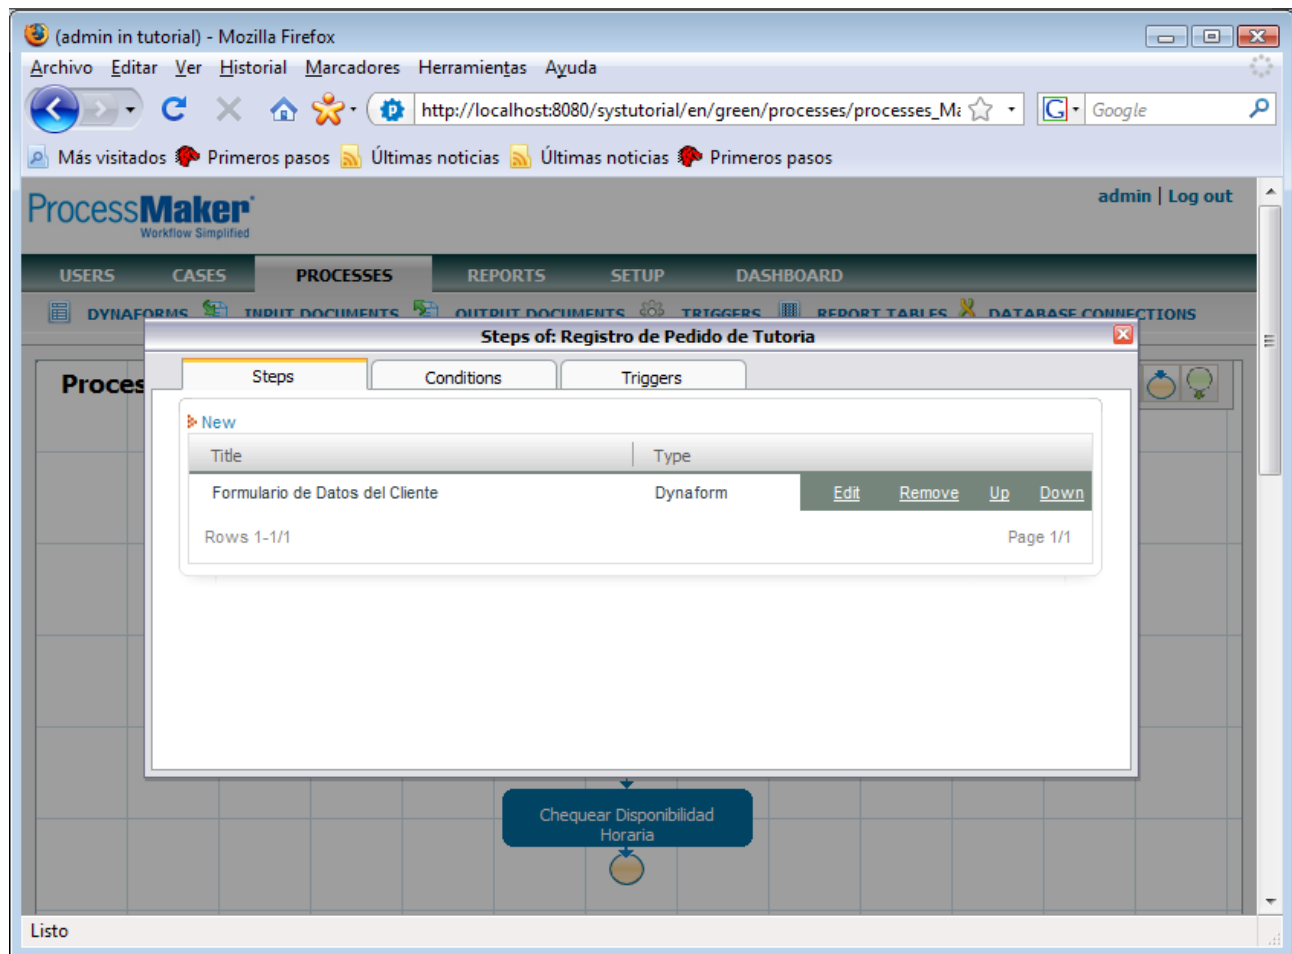 (admin in tutorial) - Mozilla Firefox
Archivo Editar Ver Historial Marcadores Herramientas Ayuda
http://localhost:8080/systutorial/en/green/processes/processes_Ma
G Google
Más visitados Primeros pasos Últimas noticias Últimas noticias Primeros pasos
ProcessMaker
Workflow Simplified
admin | Log out
USERS CASES PROCESSES REPORTS SETUP DASHBOARD
DYNAFORMS INPUT DOCUMENTS OUTPUT DOCUMENTS TRIGGERS REPORT TABLES DATABASE CONNECTIONS
Steps of: Registro de Pedido de Tutoria
Proces
Steps Conditions Triggers
New
Title Type
Formulario de Datos del Cliente Dynaform Edit Remove Up Down
Rows 1-1/1 Page 1/1
Chequear Disponibilidad
Horaria
Listo